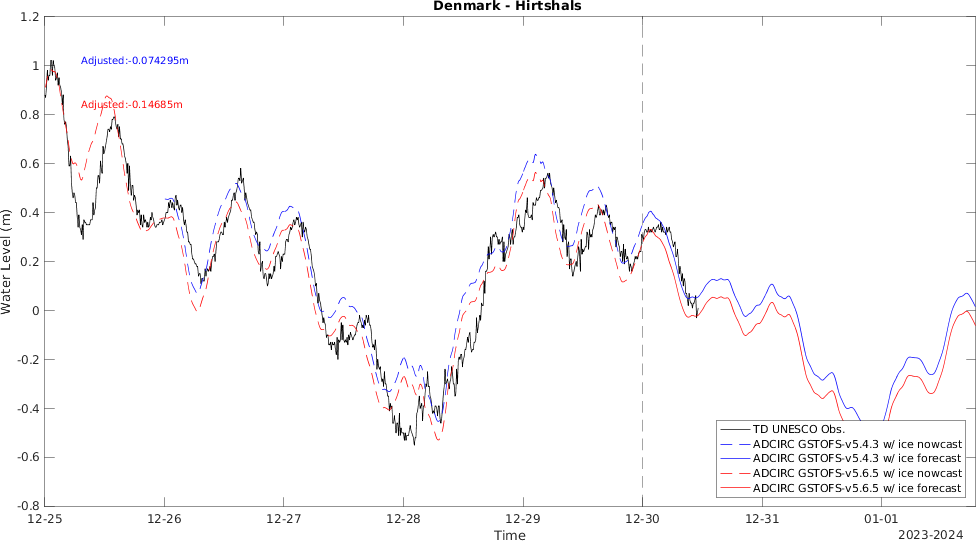 Denmark - Hirtshals
1.2
1
0.8
0.6
0.4
0.2
0
-0.2
-0.4
-0.6
-0.8
Water Level (m)
Adjusted:-0.074295m
Adjusted:-0.14685m
TD UNESCO Obs.
ADCIRC GSTOFS-v5.4.3 w/ ice nowcast
ADCIRC GSTOFS-v5.4.3 w/ ice forecast
ADCIRC GSTOFS-v5.6.5 w/ ice nowcast
ADCIRC GSTOFS-v5.6.5 w/ ice forecast
12-25 12-26 12-27 12-28 12-29 12-30 12-31 01-01
Time
2023-2024